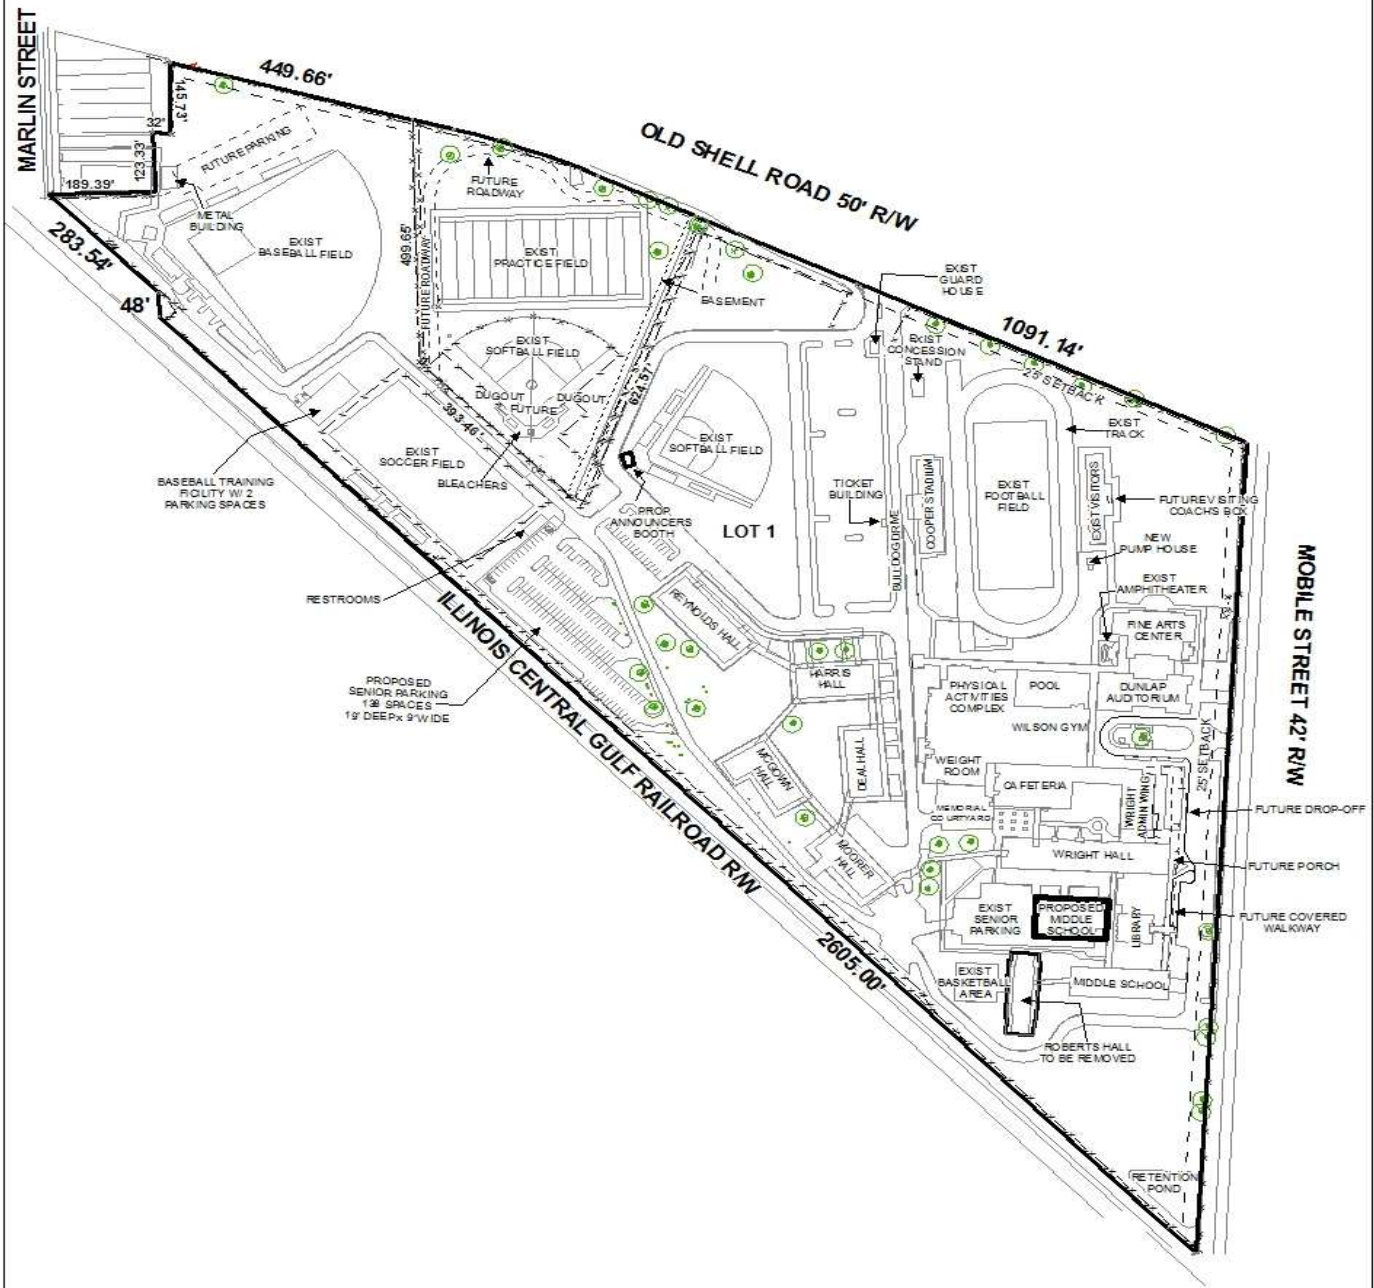 MARLIN STREET
449.66'
145.73'
32'
123.33'
189.39'
FUTURE PARKING
METAL
BUILDING
283.54'
48'
EXIST
BASEBALL FIELD
499.65'
FUTURE ROADWAY
FUTURE
ROADWAY
EXIST
PRACTICE FIELD
OLD SHELL ROAD 50' R/W
EASEMENT
EXIST
SOFTBALL FIELD
DUGOUT
DUGOUT
FUTURE
393.46'
624.57'
EXIST
GUARD
HOUSE
EXIST
CONCESSION
STAND
1091.14'
25' SETBACK
EXIST
TRACK
EXIST
SOCCER FIELD
BLEACHERS
BASEBALL TRAINING
FICILITY W/ 2
PARKING SPACES
EXIST
SOFTBALL FIELD
PROP.
ANNOUNCERS
BOOTH
LOT 1
TICKET
BUILDING
BULLDOG DRIVE
COOPER STADIUM
EXIST
FOOTBALL
FIELD
EXIST VISITORS
FUTURE VISITING
COACHS BOX
NEW
PUMP HOUSE
EXIST
AMPHITHEATER
MOBILE STREET 42' R/W
RESTROOMS
ILLINOIS CENTRAL GULF RAILROAD R/W
REYNOLDS HALL
FINE ARTS
CENTER
PROPOSED
SENIOR PARKING
138 SPACES
19' DEEP x 9' WIDE
HARRIS
HALL
PHYSICAL
ACTIVITIES
COMPLEX
POOL
DUNLAP
AUDITORIUM
WILSON GYM
25' SETBACK
MCGOWN
HALL
DEAL HALL
WEIGHT
ROOM
CAFETERIA
WRIGHT
ADMIN WING
MEMORIAL
COURTYARD
FUTURE DROP-OFF
MOORER
HALL
WRIGHT HALL
FUTURE PORCH
EXIST
SENIOR
PARKING
PROPOSED
MIDDLE
SCHOOL
LIBRARY
FUTURE COVERED
WALKWAY
2605.00'
EXIST
BASKETBALL
AREA
MIDDLE SCHOOL
ROBERTS HALL
TO BE REMOVED
RETENTION
POND